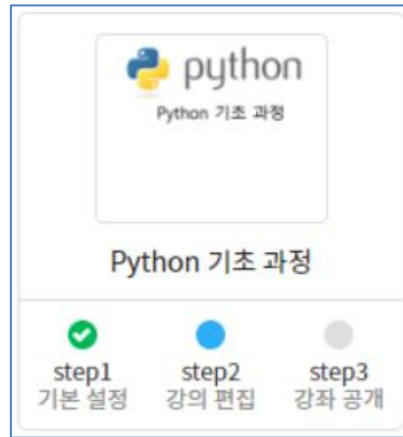 python
Python 기초 과정
Python 기초 과정
step1 step2 step3
기본 설정 강의 편집 강좌 공개